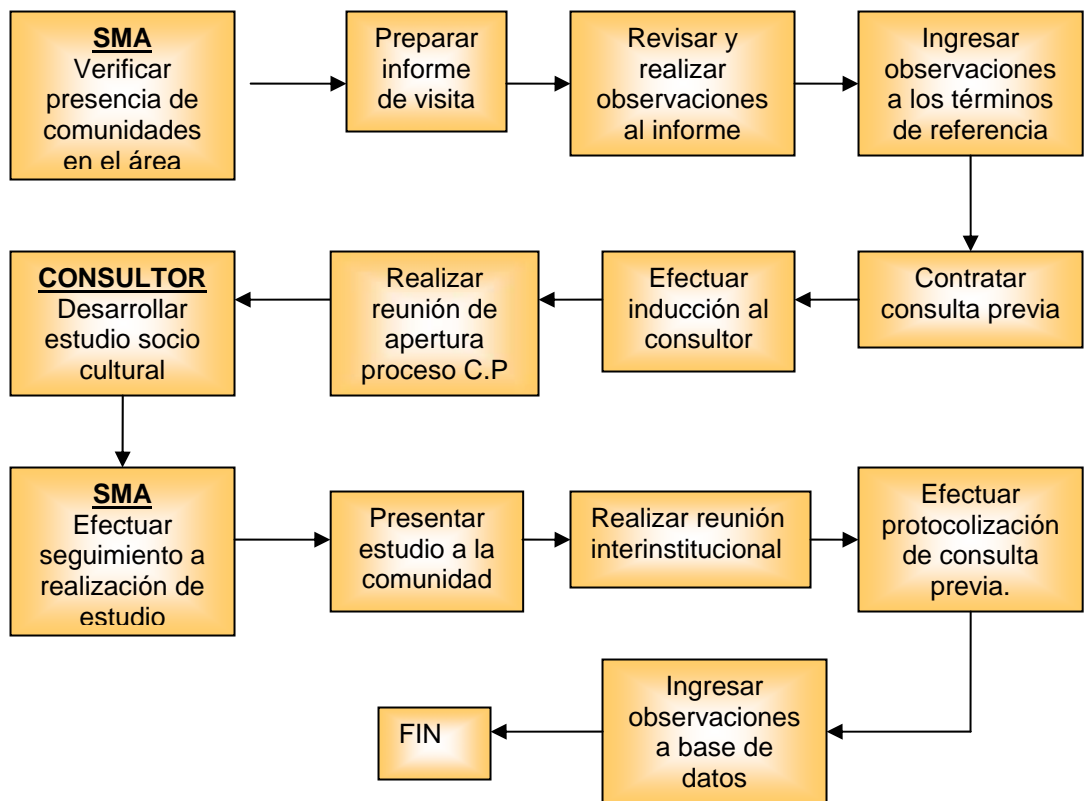 SMA
Verificar
presencia de
comunidades
en el área
Preparar
informe
de visita
Revisar y
realizar
observaciones
al informe
Ingresar
observaciones
a los términos
de referencia
Contratar
consulta previa
Efectuar
inducción al
consultor
Realizar
reunión de
apertura
proceso C.P
CONSULTOR
Desarrollar
estudio socio
cultural
SMA
Efectuar
seguimiento a
realización de
estudio
Presentar
estudio a la
comunidad
Realizar reunión
interinstitucional
Efectuar
protocolización
de consulta
previa.
Ingresar
observaciones
a base de
datos
FIN